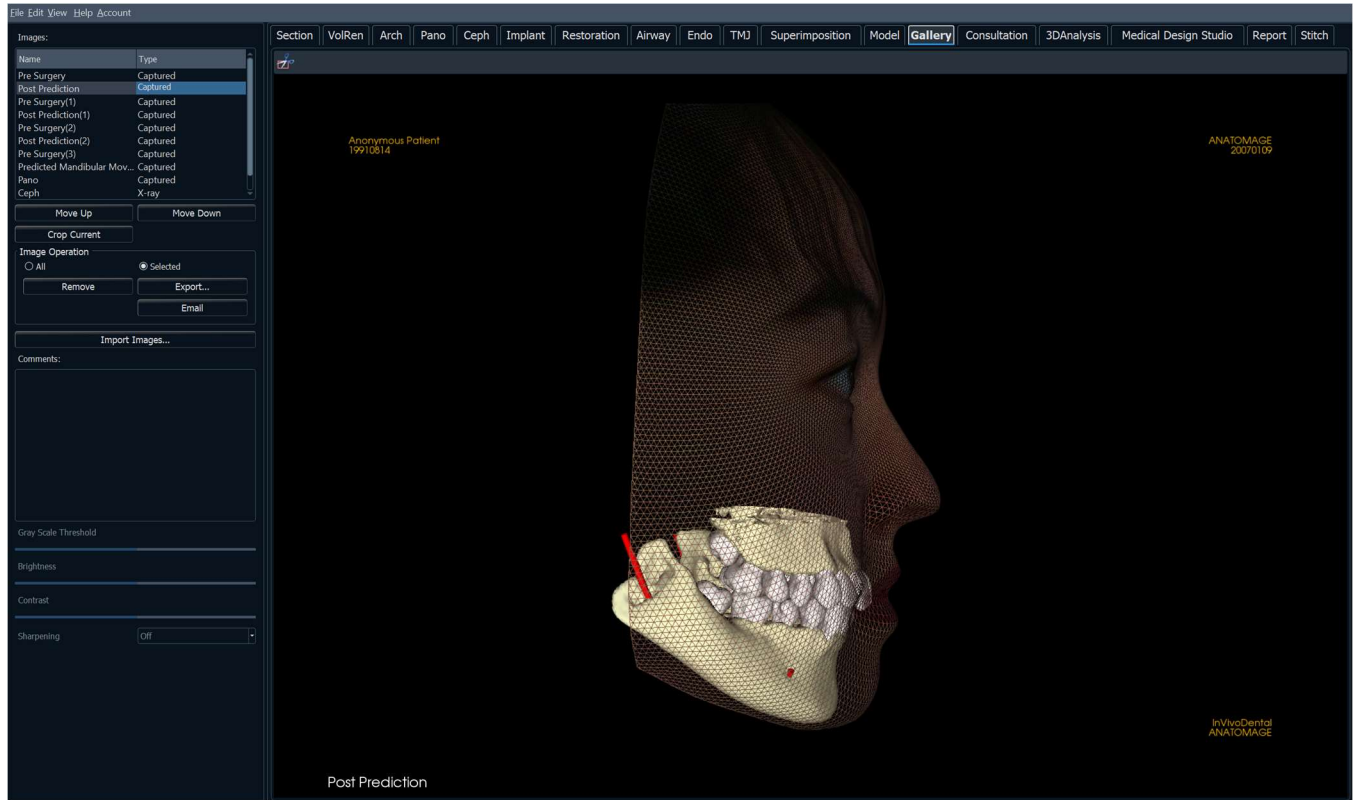 File Edit View Help Account
Images:
Section VolRen Arch Pano Ceph Implant Restoration Airway Endo TMJ Superimposition Model Gallery Consultation 3DAnalysis Medical Design Studio Report Stitch
Name Type
Pre Surgery Captured
Post Prediction Captured
Pre Surgery(1) Captured
Post Prediction(1) Captured
Pre Surgery(2) Captured
Post Prediction(2) Captured
Pre Surgery(3) Captured
Predicted Mandibular Mov... Captured
Pano Captured
Ceph X-ray
Move Up Move Down
Crop Current
Image Operation
All Selected
Remove Export...
Email
Import Images...
Comments:
Gray Scale Threshold
Brightness
Contrast
Sharpening Off
Anonymous Patient
19910814
ANATOMAGE
20070109
InVivoDental
ANATOMAGE
Post Prediction